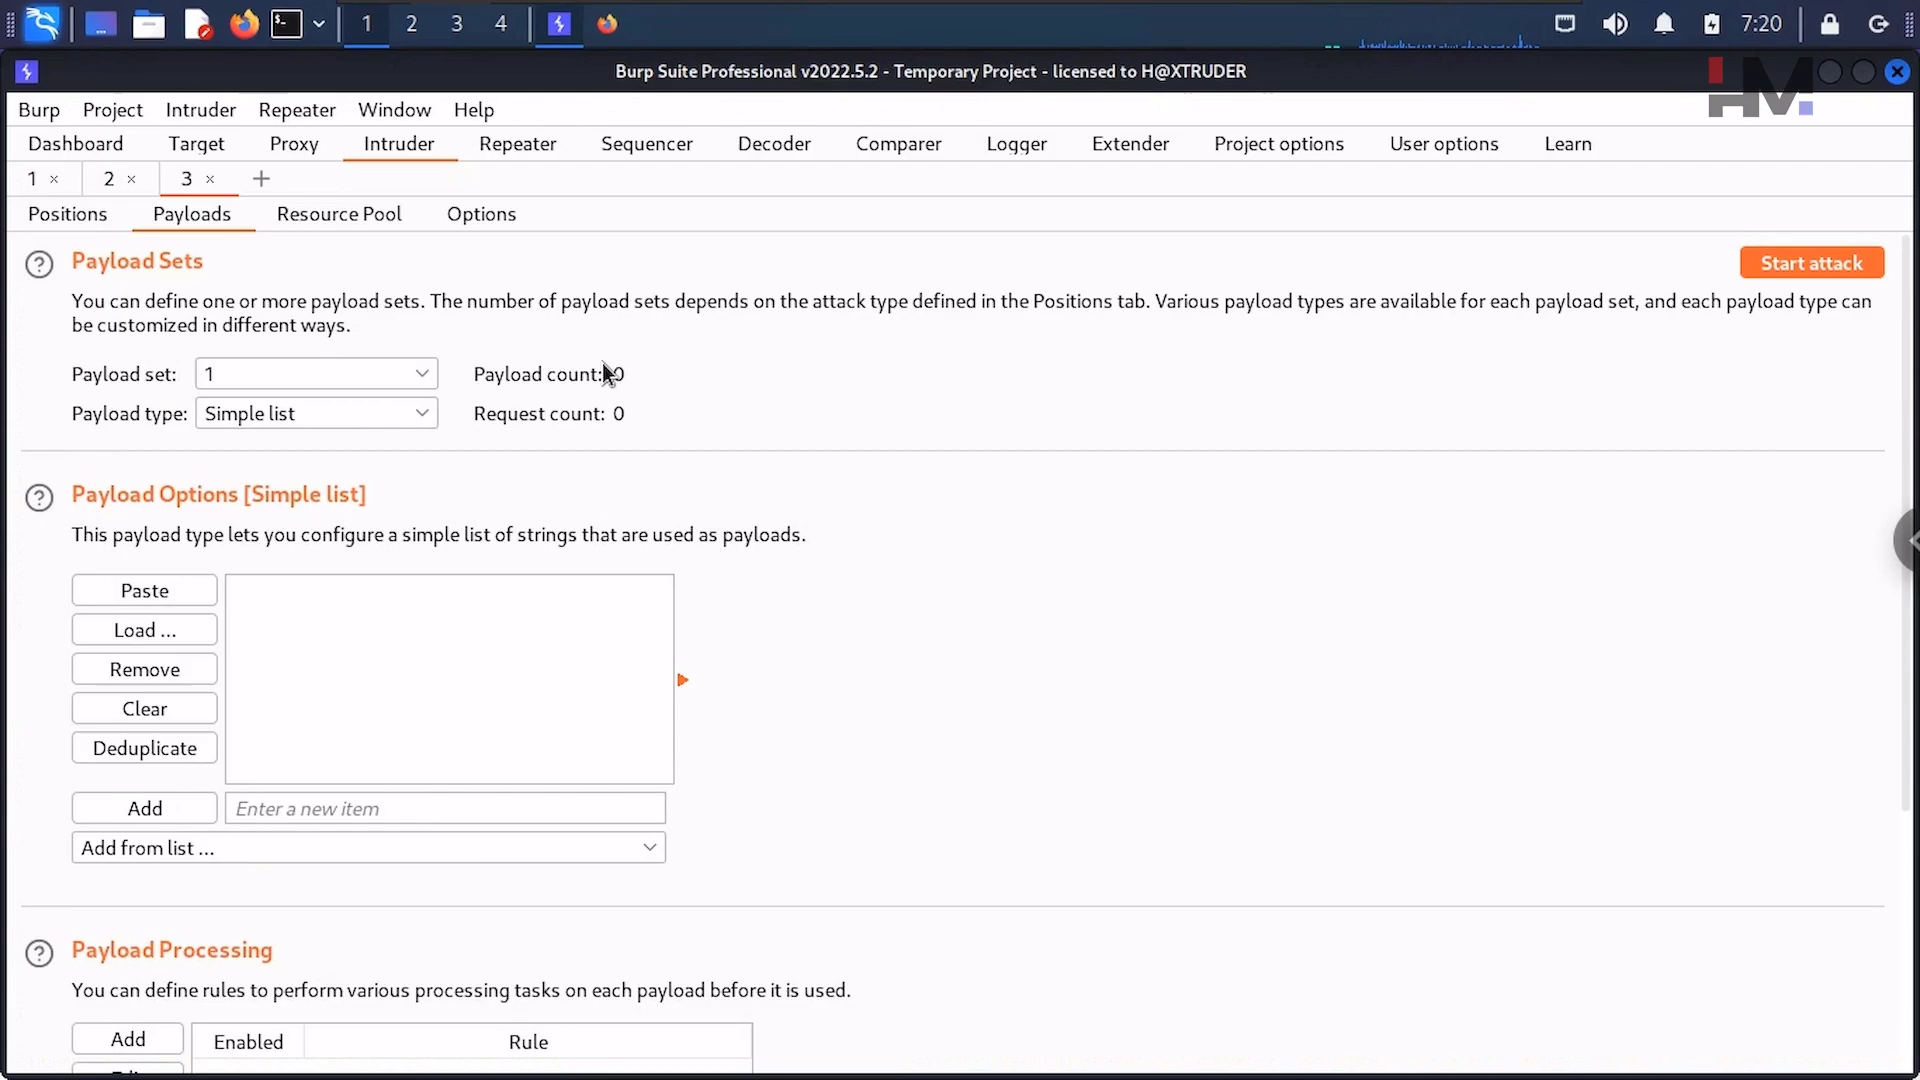 1 2 3 4 7:20
Burp Suite Professional v2022.5.2 - Temporary Project - licensed to H@XTRUDER
HM
Burp Project Intruder Repeater Window Help
Dashboard Target Proxy Intruder Repeater Sequencer Decoder Comparer Logger Extender Project options User options Learn
1 × 2 × 3 × +
Positions Payloads Resource Pool Options
? Payload Sets Start attack
You can define one or more payload sets. The number of payload sets depends on the attack type defined in the Positions tab. Various payload types are available for each payload set, and each payload type can
be customized in different ways.
Payload set: 1 Payload count: 0
Payload type: Simple list Request count: 0
? Payload Options [Simple list]
This payload type lets you configure a simple list of strings that are used as payloads.
Paste
Load ...
Remove
Clear
Deduplicate
Add Enter a new item
Add from list ...
? Payload Processing
You can define rules to perform various processing tasks on each payload before it is used.
Add Enabled Rule